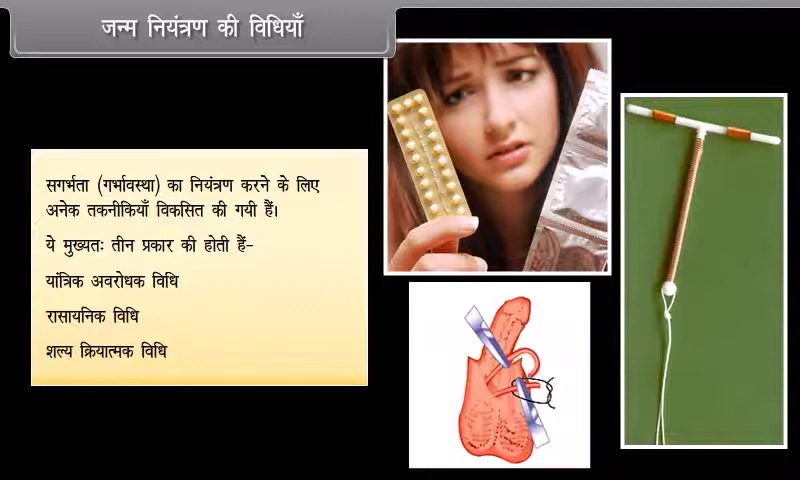 जन्म नियंत्रण की विधियाँ
सगर्भता (गर्भावस्था) का नियंत्रण करने के लिए
अनेक तकनीकियाँ विकसित की गयी हैं।
ये मुख्यतः तीन प्रकार की होती हैं-
यांत्रिक अवरोधक विधि
रासायनिक विधि
शल्य क्रियात्मक विधि